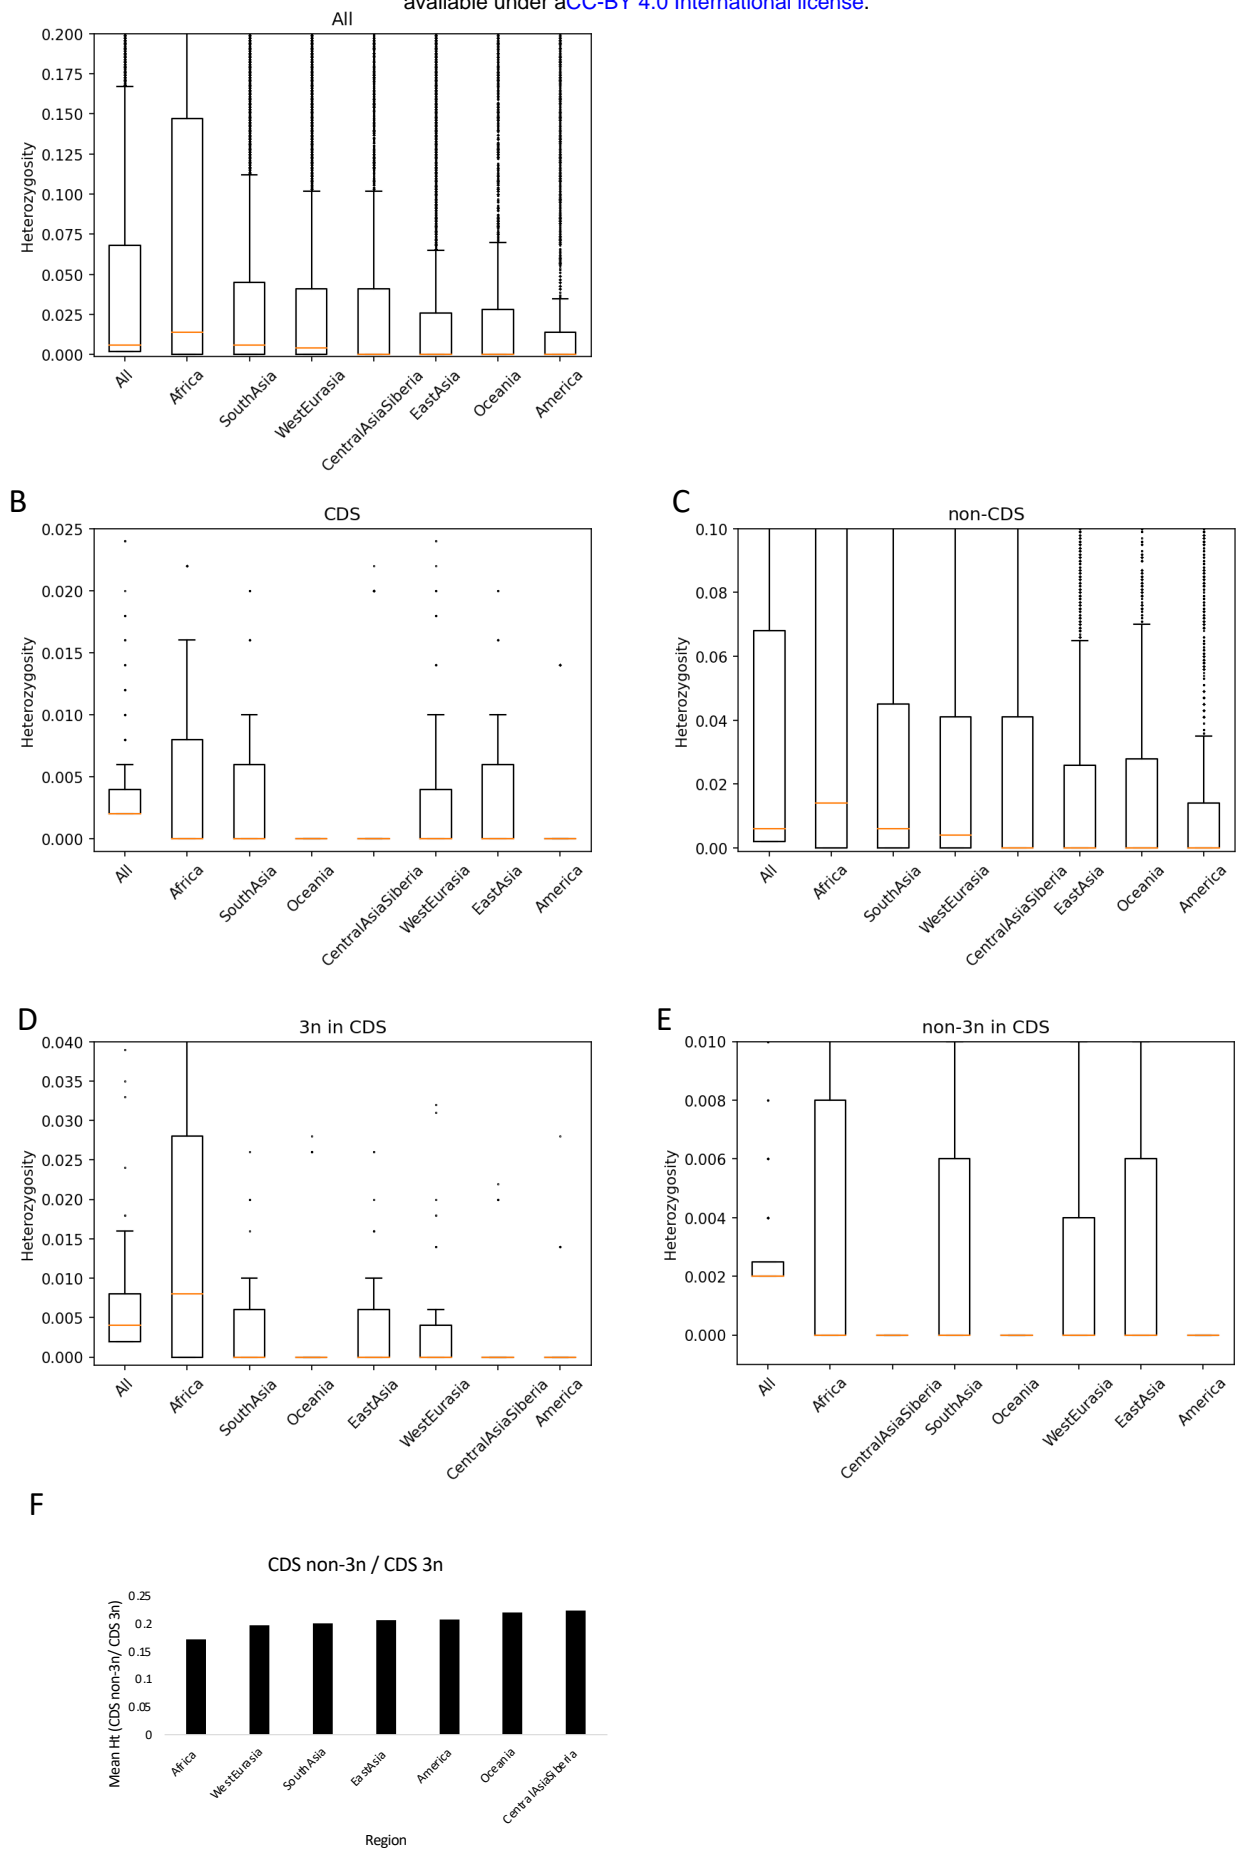 available under aCC-BY 4.0 International license.
All
0.200
0.175
0.150
0.125
0.100
0.075
0.050
0.025
0.000
Heterozygosity
All
Africa
SouthAsia
WestEurasia
CentralAsiaSiberia
EastAsia
Oceania
America
B
CDS
0.025
0.020
0.015
0.010
0.005
0.000
Heterozygosity
All
Africa
SouthAsia
Oceania
CentralAsiaSiberia
WestEurasia
EastAsia
America
C
non-CDS
0.10
0.08
0.06
0.04
0.02
0.00
Heterozygosity
All
Africa
SouthAsia
WestEurasia
CentralAsiaSiberia
EastAsia
Oceania
America
D
3n in CDS
0.040
0.035
0.030
0.025
0.020
0.015
0.010
0.005
0.000
Heterozygosity
All
Africa
SouthAsia
Oceania
EastAsia
WestEurasia
CentralAsiaSiberia
America
E
non-3n in CDS
0.010
0.008
0.006
0.004
0.002
0.000
Heterozygosity
All
Africa
CentralAsiaSiberia
SouthAsia
Oceania
WestEurasia
EastAsia
America
F
CDS non-3n / CDS 3n
0.25
0.2
0.15
0.1
0.05
0
Mean Ht (CDS non-3n/ CDS 3n)
Africa
WestEurasia
SouthAsia
EastAsia
America
Oceania
CentralAsiaSiberia
Region